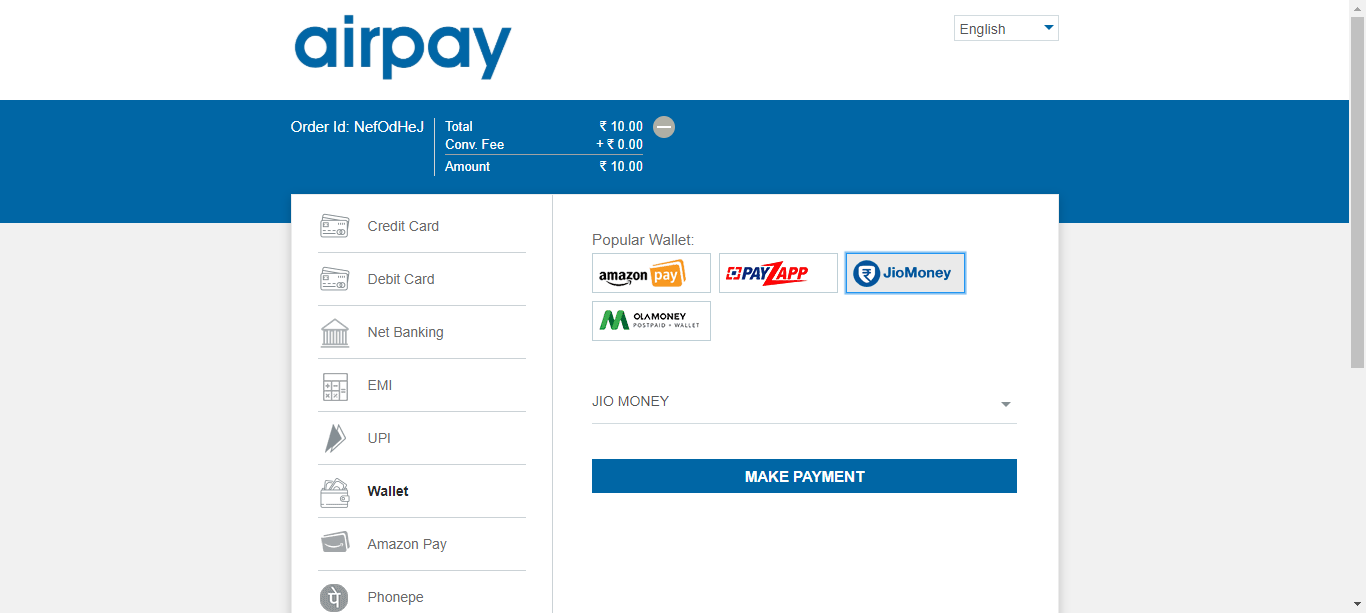 airpay
English
Order Id: NefOdHeJ
Total ₹ 10.00
Conv. Fee + ₹ 0.00
Amount ₹ 10.00
Credit Card
Debit Card
Net Banking
EMI
UPI
Wallet
Amazon Pay
पे Phonepe
Popular Wallet:
amazon pay PAYZAPP JioMoney
OLAMONEY
POSTPAID • WALLET
JIO MONEY
MAKE PAYMENT